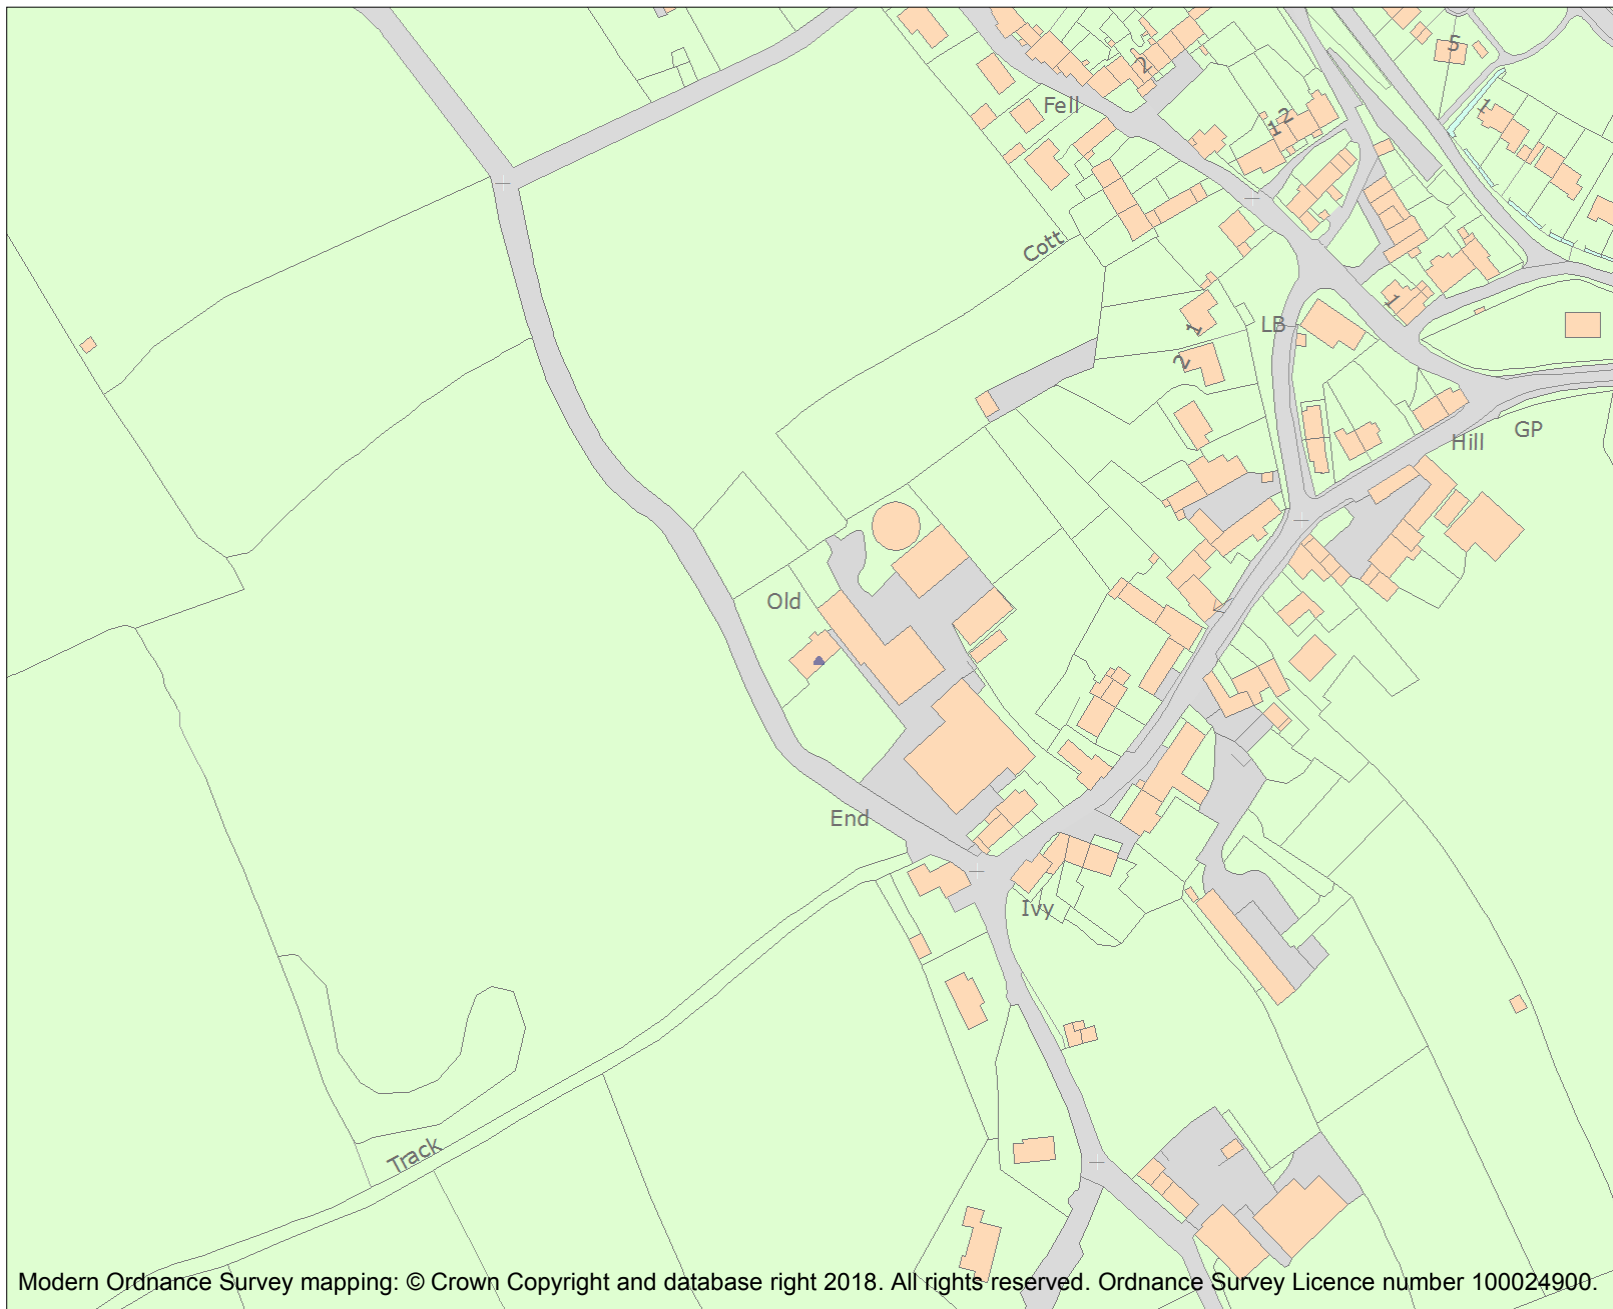 5
2
Fell
1
2
1
Cott
1
1
LB
2
GP
Hill
Old
End
Ivy
Track
Modern Ordnance Survey mapping: © Crown Copyright and database right 2018. All rights reserved. Ordnance Survey Licence number 100024900.